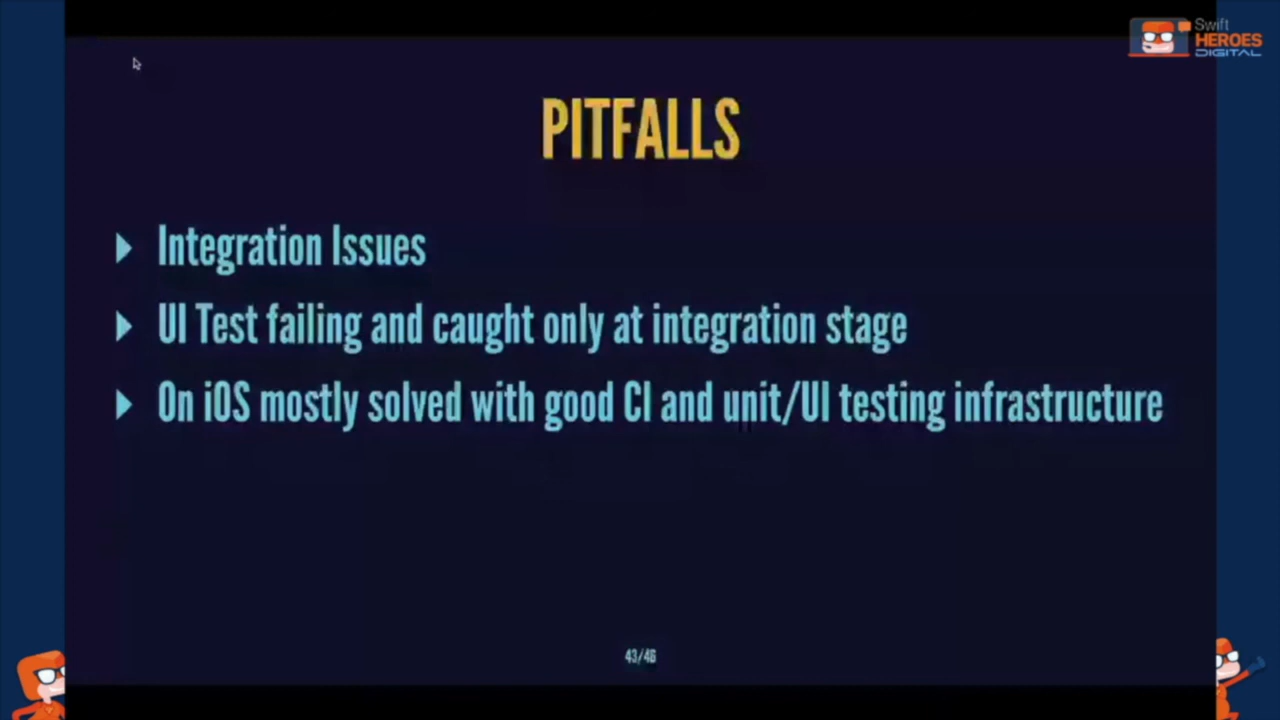 Swift
HEROES
DIGITAL
PITFALLS
Integration Issues
UI Test failing and caught only at integration stage
On iOS mostly solved with good CI and unit/UI testing infrastructure
43/46